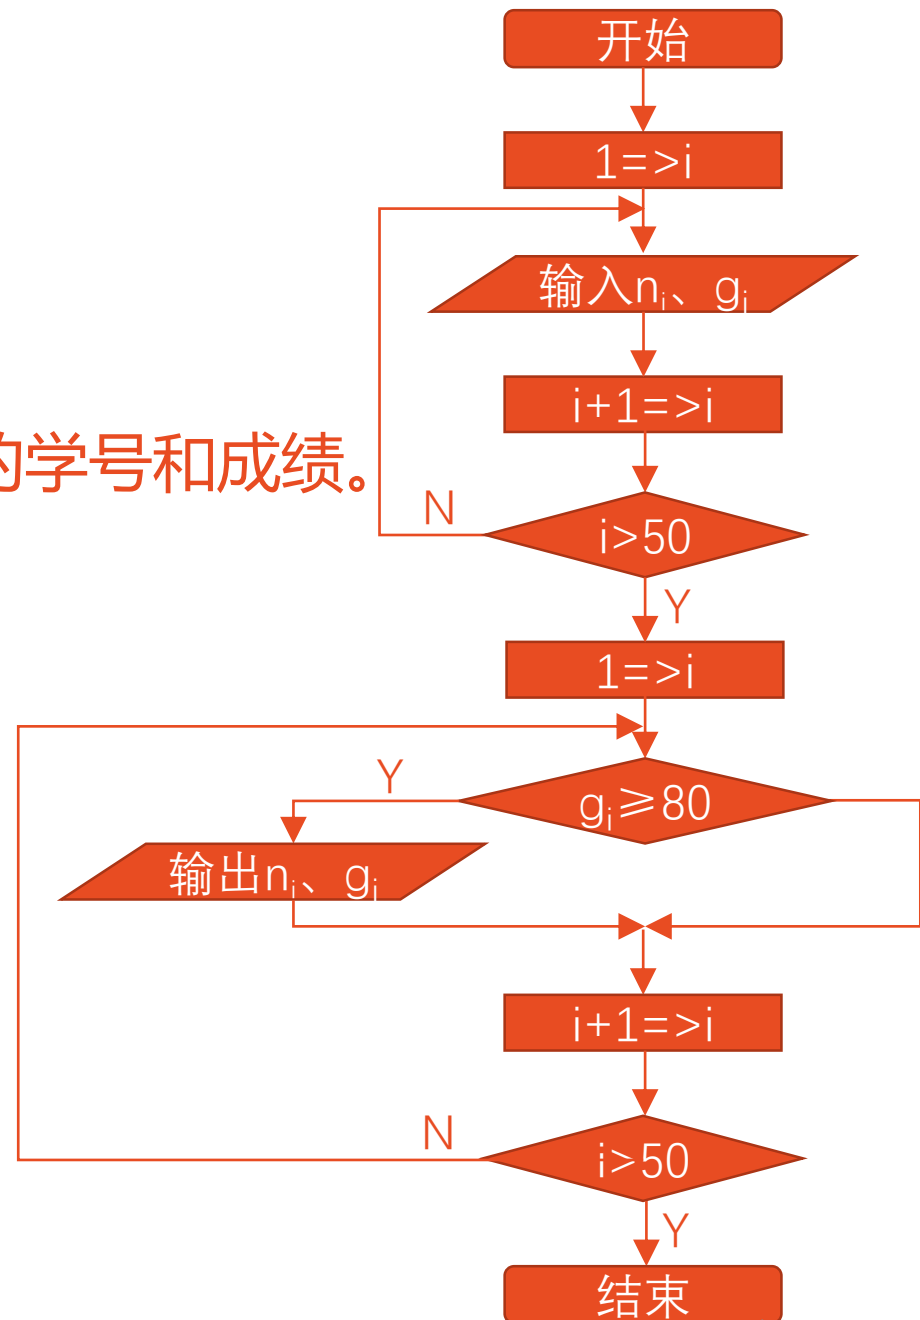 开始
1=>i
输入nᵢ、gᵢ
i+1=>i
的学号和成绩。
N
i>50
Y
1=>i
Y
gᵢ≥80
输出nᵢ、gᵢ
i+1=>i
N
i>50
Y
结束